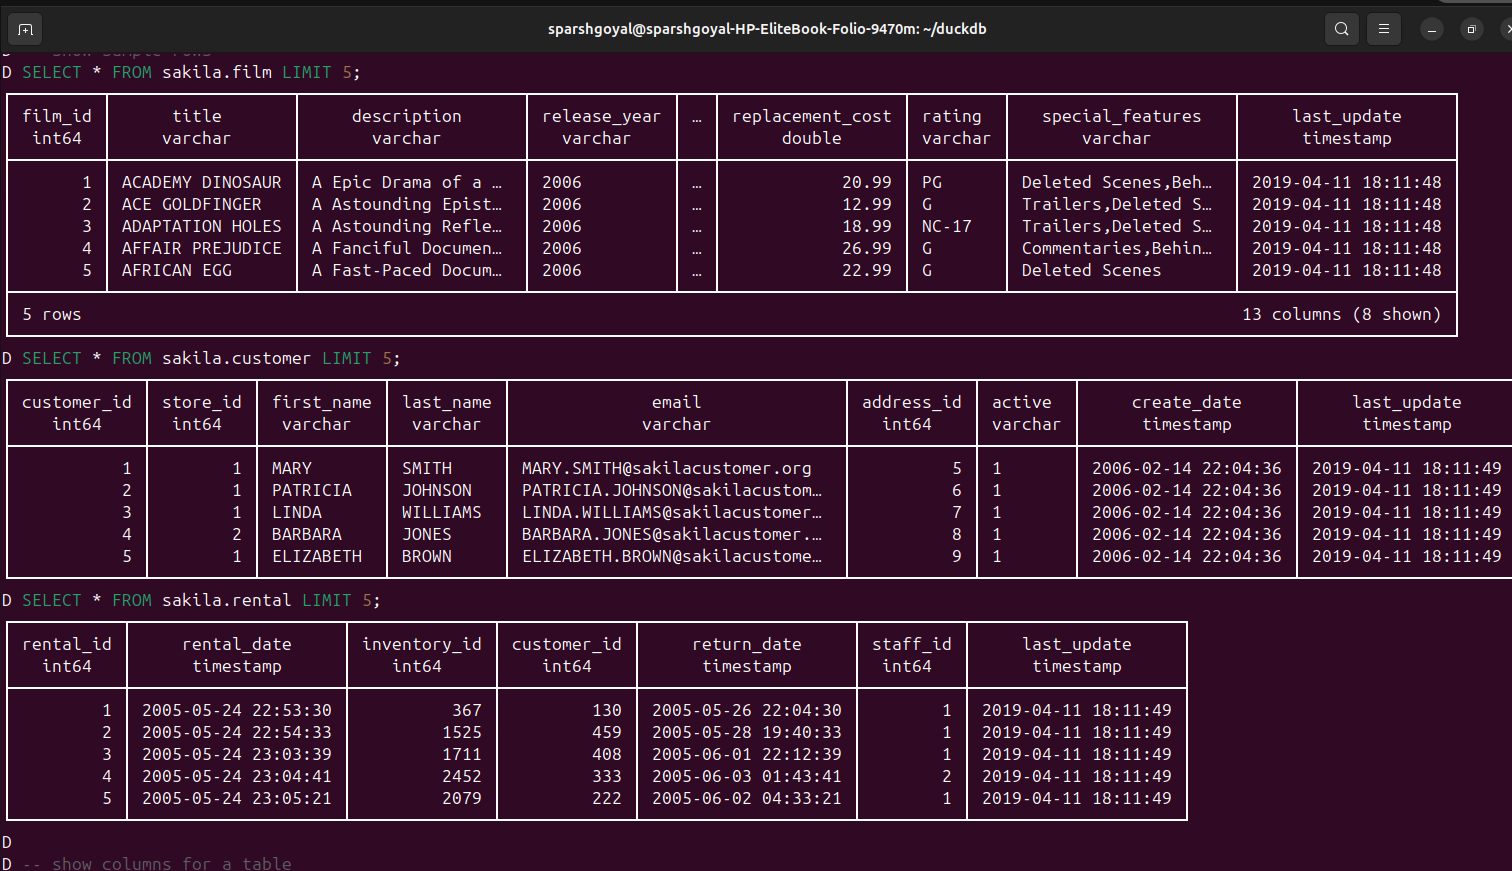 sparshgoyal@sparshgoyal-HP-EliteBook-Folio-9470m: ~/duckdb
D -- show sample rows
D SELECT * FROM sakila.film LIMIT 5;
film_id title description release_year … replacement_cost rating special_features last_update
int64 varchar varchar varchar double varchar varchar timestamp
1 ACADEMY DINOSAUR A Epic Drama of a … 2006 … 20.99 PG Deleted Scenes,Beh… 2019-04-11 18:11:48
2 ACE GOLDFINGER A Astounding Epist… 2006 … 12.99 G Trailers,Deleted S… 2019-04-11 18:11:48
3 ADAPTATION HOLES A Astounding Refle… 2006 … 18.99 NC-17 Trailers,Deleted S… 2019-04-11 18:11:48
4 AFFAIR PREJUDICE A Fanciful Documen… 2006 … 26.99 G Commentaries,Behin… 2019-04-11 18:11:48
5 AFRICAN EGG A Fast-Paced Docum… 2006 … 22.99 G Deleted Scenes 2019-04-11 18:11:48
5 rows 13 columns (8 shown)
D SELECT * FROM sakila.customer LIMIT 5;
customer_id store_id first_name last_name email address_id active create_date last_update
int64 int64 varchar varchar varchar int64 varchar timestamp timestamp
1 1 MARY SMITH MARY.SMITH@sakilacustomer.org 5 1 2006-02-14 22:04:36 2019-04-11 18:11:49
2 1 PATRICIA JOHNSON PATRICIA.JOHNSON@sakilacustom… 6 1 2006-02-14 22:04:36 2019-04-11 18:11:49
3 1 LINDA WILLIAMS LINDA.WILLIAMS@sakilacustomer… 7 1 2006-02-14 22:04:36 2019-04-11 18:11:49
4 2 BARBARA JONES BARBARA.JONES@sakilacustomer.… 8 1 2006-02-14 22:04:36 2019-04-11 18:11:49
5 1 ELIZABETH BROWN ELIZABETH.BROWN@sakilacustome… 9 1 2006-02-14 22:04:36 2019-04-11 18:11:49
D SELECT * FROM sakila.rental LIMIT 5;
rental_id rental_date inventory_id customer_id return_date staff_id last_update
int64 timestamp int64 int64 timestamp int64 timestamp
1 2005-05-24 22:53:30 367 130 2005-05-26 22:04:30 1 2019-04-11 18:11:49
2 2005-05-24 22:54:33 1525 459 2005-05-28 19:40:33 1 2019-04-11 18:11:49
3 2005-05-24 23:03:39 1711 408 2005-06-01 22:12:39 1 2019-04-11 18:11:49
4 2005-05-24 23:04:41 2452 333 2005-06-03 01:43:41 2 2019-04-11 18:11:49
5 2005-05-24 23:05:21 2079 222 2005-06-02 04:33:21 1 2019-04-11 18:11:49
D
D -- show columns for a table